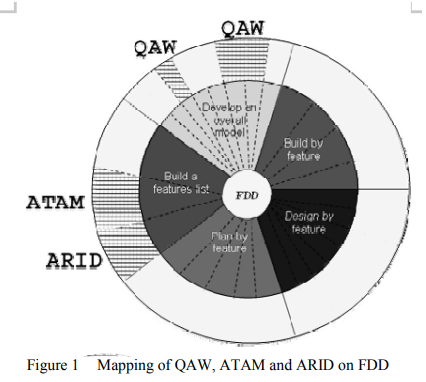 QAW
QAW
Develop an
overall
model
Build by
feature
Build a
features list
FDD
ATAM
Design by
feature
Plan by
feature
ARID
Figure 1 Mapping of QAW, ATAM and ARID on FDD